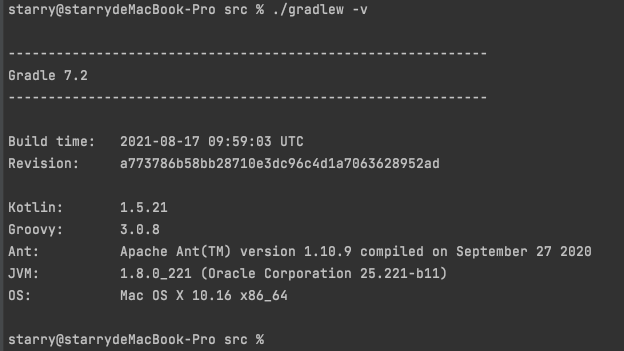 starry@starrydeMacBook-Pro src % ./gradlew -v
------------------------------------------------------------
Gradle 7.2
------------------------------------------------------------
Build time:   2021-08-17 09:59:03 UTC
Revision:     a773786b58bb28710e3dc96c4d1a7063628952ad
Kotlin:       1.5.21
Groovy:       3.0.8
Ant:          Apache Ant(TM) version 1.10.9 compiled on September 27 2020
JVM:          1.8.0_221 (Oracle Corporation 25.221-b11)
OS:           Mac OS X 10.16 x86_64
starry@starrydeMacBook-Pro src %